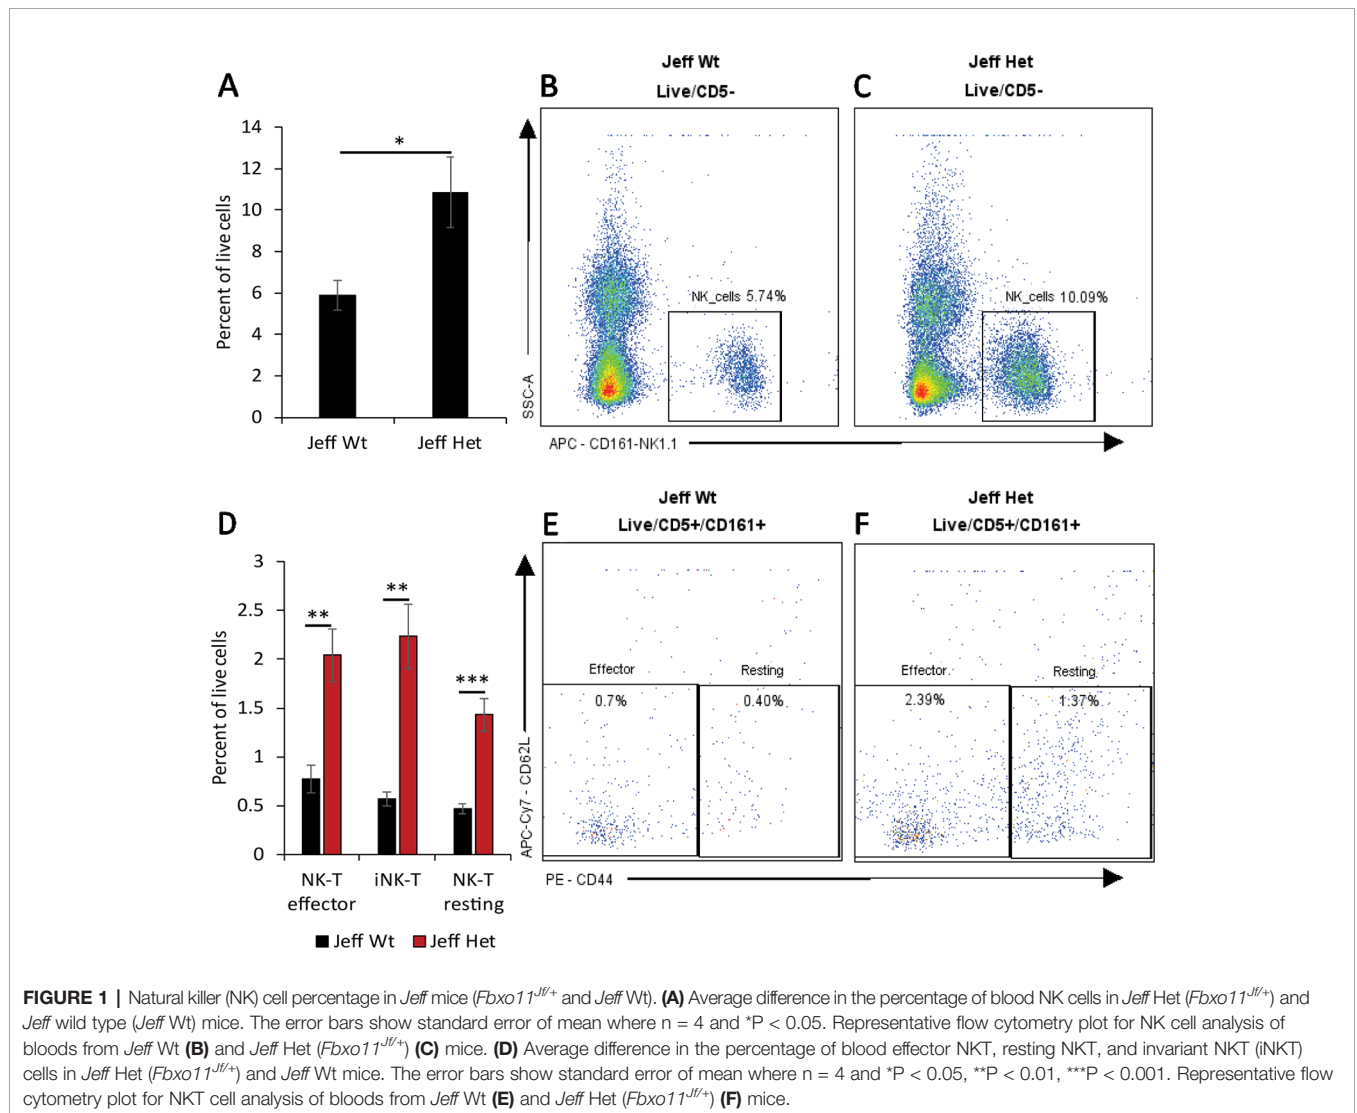 A
Percent of live cells
14
12
10
8
6
4
2
0
*
Jeff Wt
Jeff Het
B
Jeff Wt
Live/CD5-
SSC-A
NK_cells 5.74%
C
Jeff Het
Live/CD5-
NK_cells 10.09%
APC - CD161-NK1.1
D
Percent of live cells
3
2.5
2
1.5
1
0.5
0
**
**
***
NK-T
effector
iNK-T
NK-T
resting
Jeff Wt
Jeff Het
E
Jeff Wt
Live/CD5+/CD161+
APC-Cy7 - CD62L
Effector
0.7%
Resting
0.40%
F
Jeff Het
Live/CD5+/CD161+
Effector
2.39%
Resting
1.37%
PE - CD44
FIGURE 1 | Natural killer (NK) cell percentage in Jeff mice (Fbxo11^Jf/+ and Jeff Wt). (A) Average difference in the percentage of blood NK cells in Jeff Het (Fbxo11^Jf/+) and
Jeff wild type (Jeff Wt) mice. The error bars show standard error of mean where n = 4 and *P < 0.05. Representative flow cytometry plot for NK cell analysis of
bloods from Jeff Wt (B) and Jeff Het (Fbxo11^Jf/+) (C) mice. (D) Average difference in the percentage of blood effector NKT, resting NKT, and invariant NKT (iNKT)
cells in Jeff Het (Fbxo11^Jf/+) and Jeff Wt mice. The error bars show standard error of mean where n = 4 and *P < 0.05, **P < 0.01, ***P < 0.001. Representative flow
cytometry plot for NKT cell analysis of bloods from Jeff Wt (E) and Jeff Het (Fbxo11^Jf/+) (F) mice.